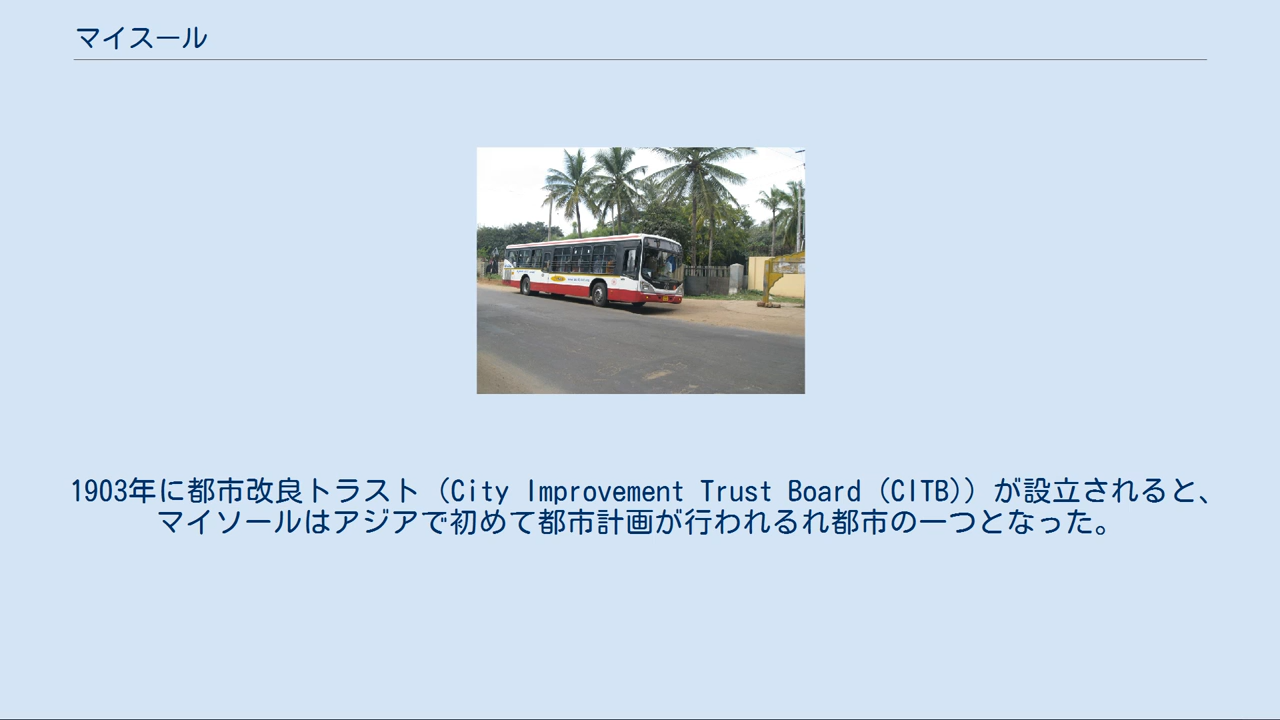 マイスール
1903年に都市改良トラスト（City Improvement Trust Board（CITB)）が設立されると、
マイソールはアジアで初めて都市計画が行われるれ都市の一つとなった。